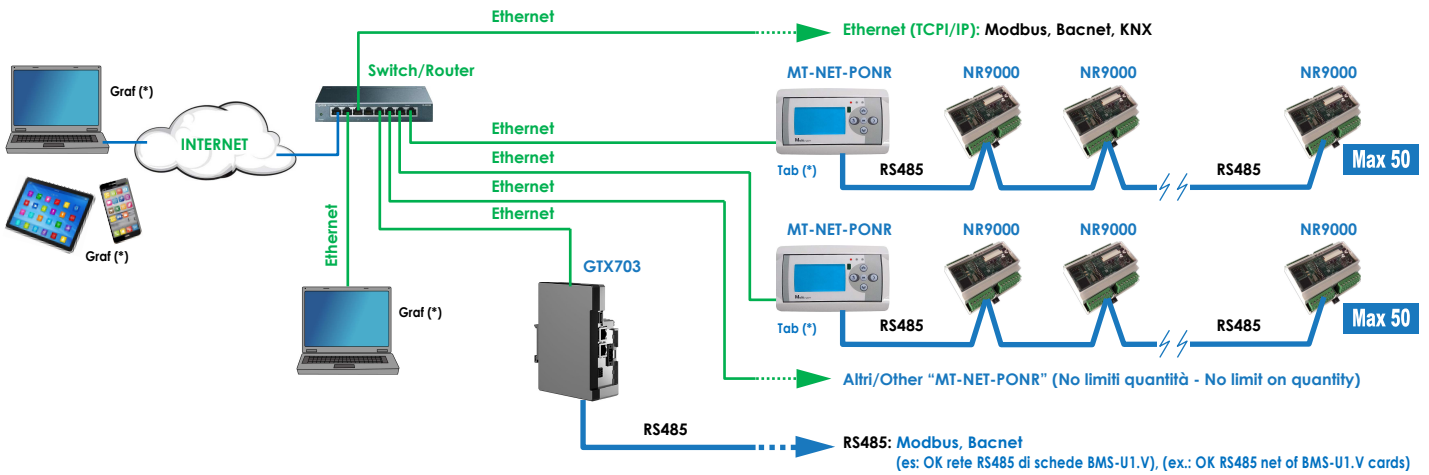 Ethernet
Ethernet (TCPI/IP): Modbus, Bacnet, KNX
Switch/Router
MT-NET-PONR
NR9000
NR9000
NR9000
Graf (*)
INTERNET
Ethernet
Ethernet
Tab (*)
RS485
RS485
Max 50
Ethernet
Ethernet
Graf (*)
Ethernet
GTX703
MT-NET-PONR
NR9000
NR9000
NR9000
Graf (*)
Tab (*)
RS485
RS485
Max 50
Altri/Other “MT-NET-PONR” (No limiti quantità - No limit on quantity)
RS485
RS485: Modbus, Bacnet
(es: OK rete RS485 di schede BMS-U1.V), (ex.: OK RS485 net of BMS-U1.V cards)